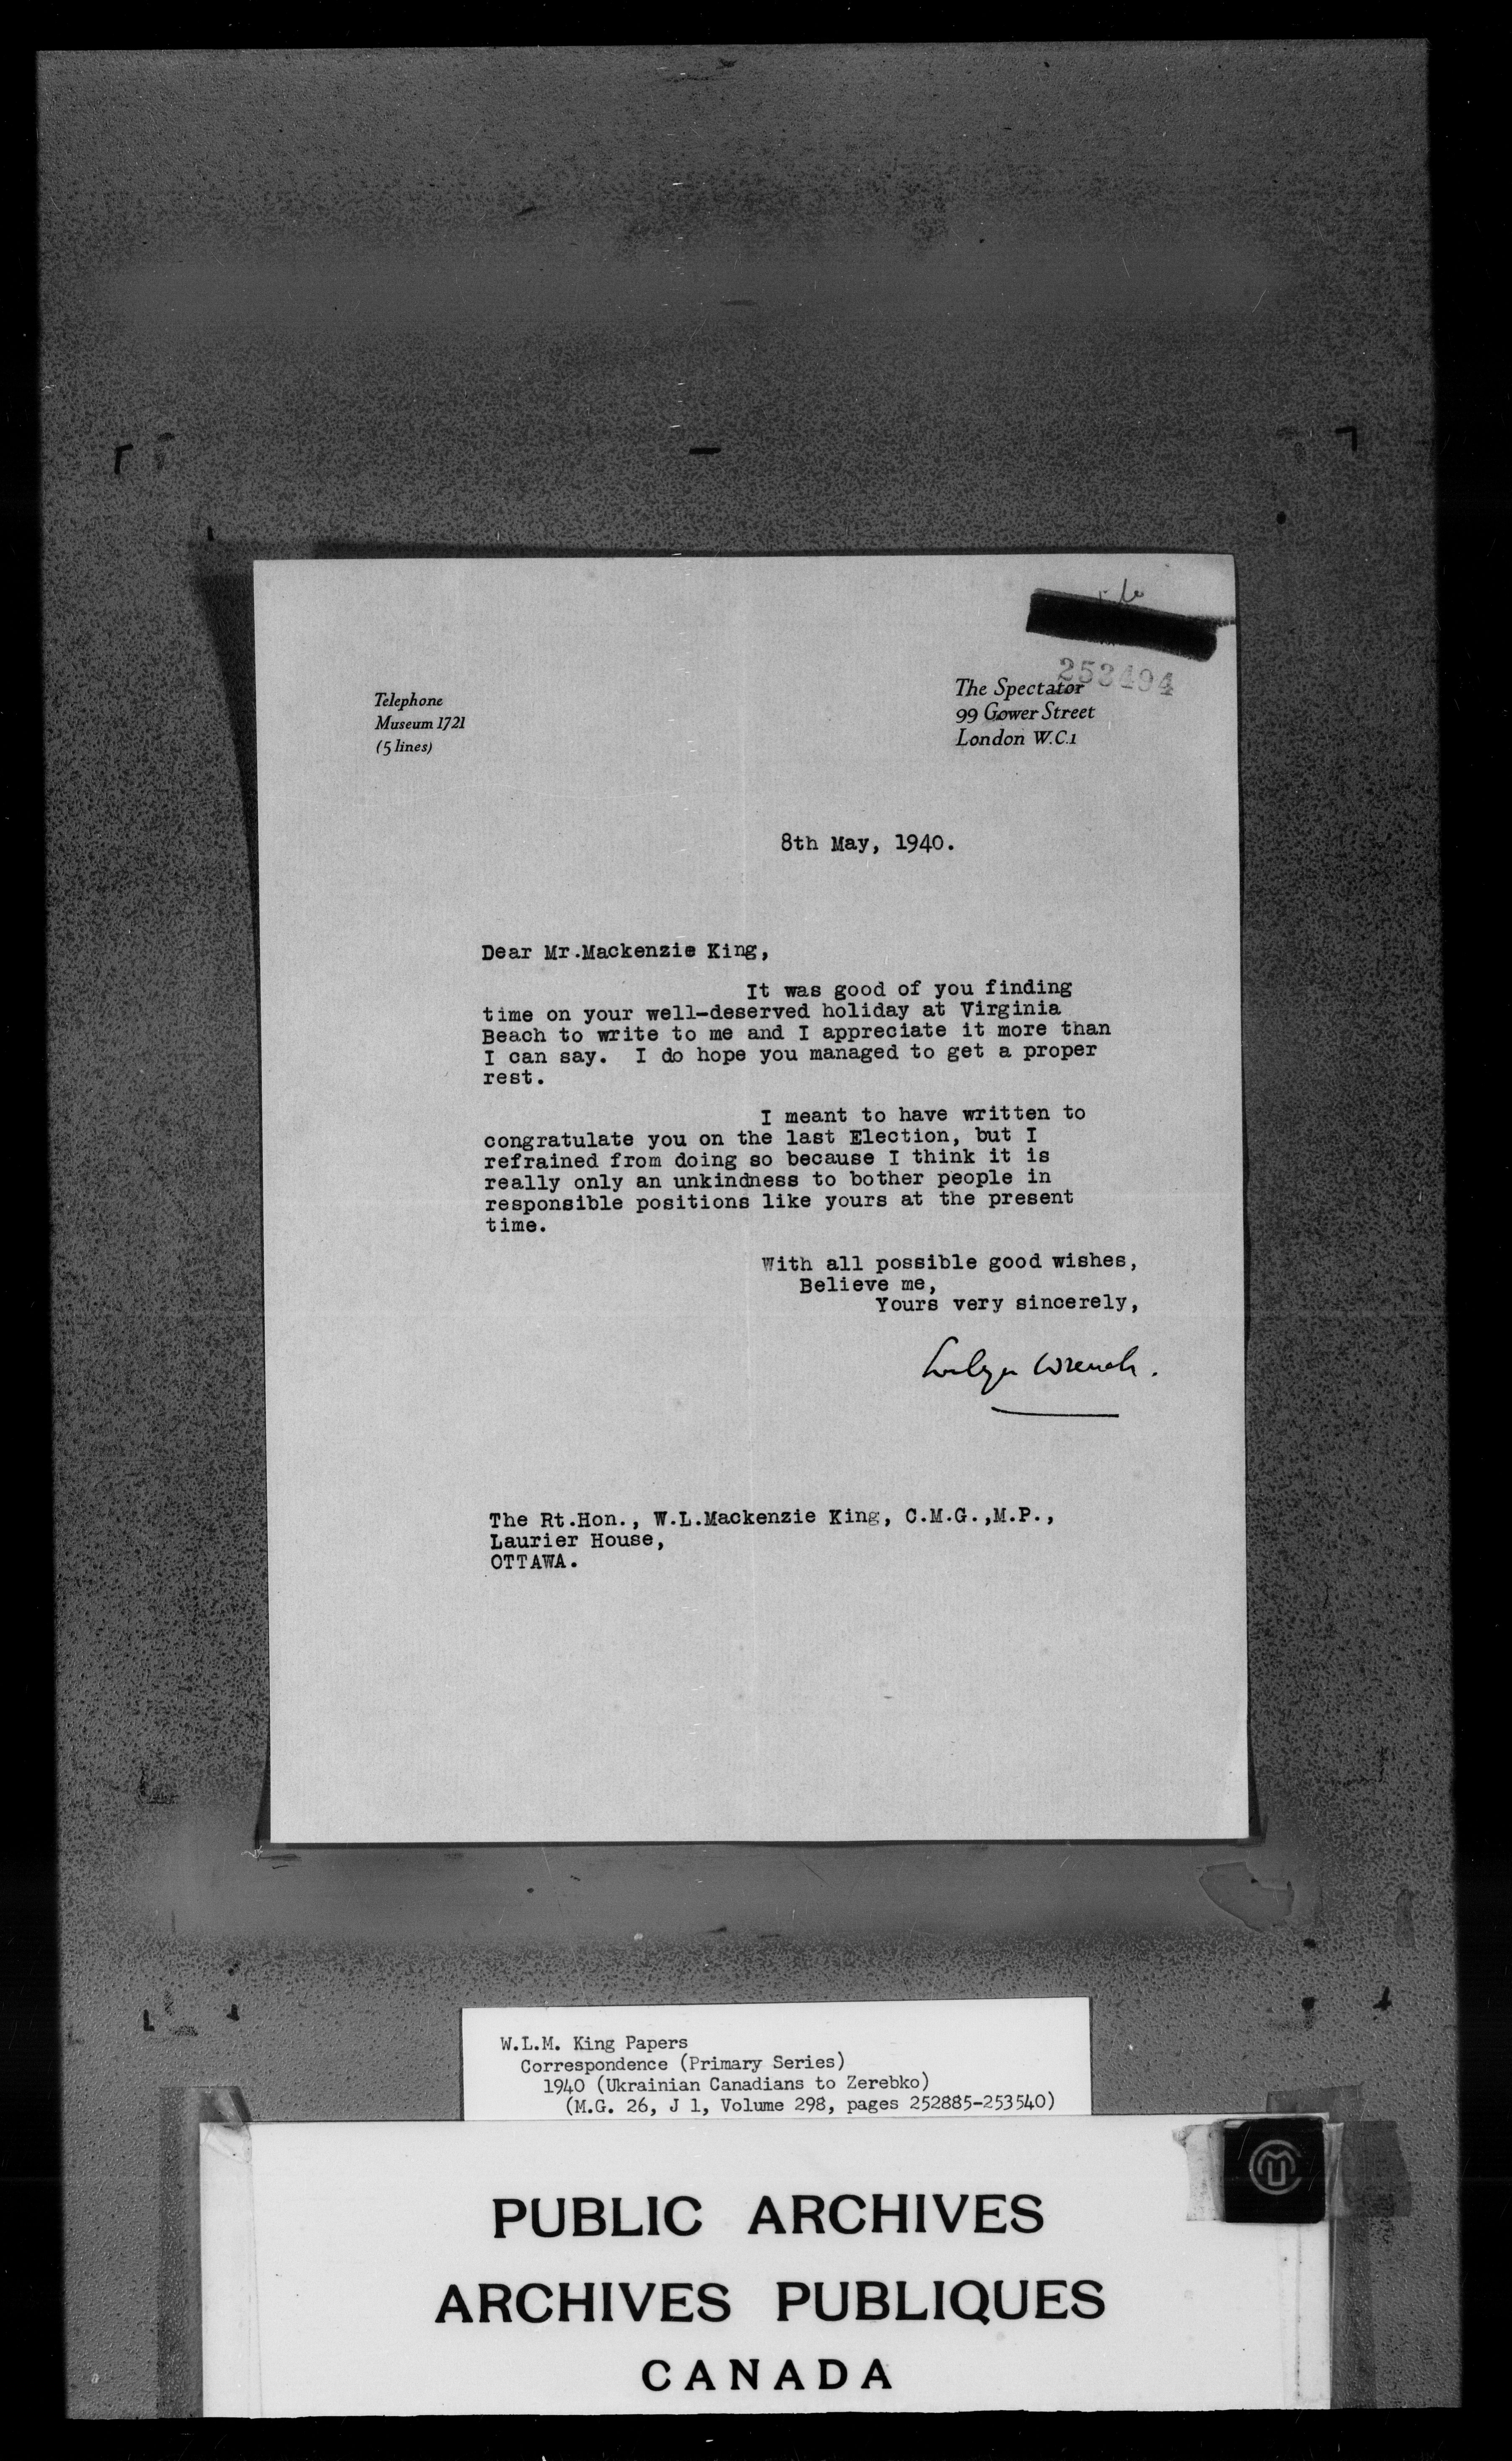 253494
Telephone
Museum 1721
(5 lines)
The Spectator
99 Gower Street
London W.C.1
8th May, 1940.
Dear Mr.Mackenzie King,
It was good of you finding
time on your well-deserved holiday at Virginia
Beach to write to me and I appreciate it more than
I can say. I do hope you managed to get a proper
rest.
I meant to have written to
congratulate you on the last Election, but I
refrained from doing so because I think it is
really only an unkindness to bother people in
responsible positions like yours at the present
time.
With all possible good wishes,
Believe me,
Yours very sincerely,
Evelyn Wrench.
The Rt.Hon., W.L.Mackenzie King, C.M.G.,M.P.,
Laurier House,
OTTAWA.
W.L.M. King Papers
Correspondence (Primary Series)
1940 (Ukrainian Canadians to Zerebko)
(M.G. 26, J 1, Volume 298, pages 252885-253540)
PUBLIC ARCHIVES
ARCHIVES PUBLIQUES
CANADA